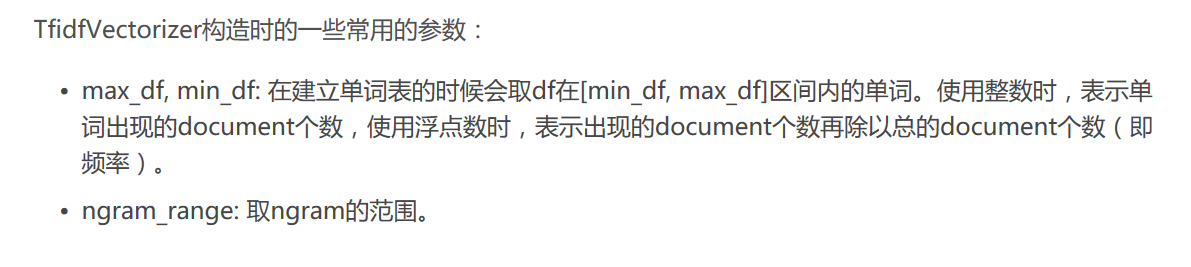 TfidfVectorizer构造时的一些常用的参数：
• max_df, min_df: 在建立单词表的时候会取df在[min_df, max_df]区间内的单词。使用整数时，表示单
词出现的document个数，使用浮点数时，表示出现的document个数再除以总的document个数（即
频率）。
• ngram_range: 取ngram的范围。